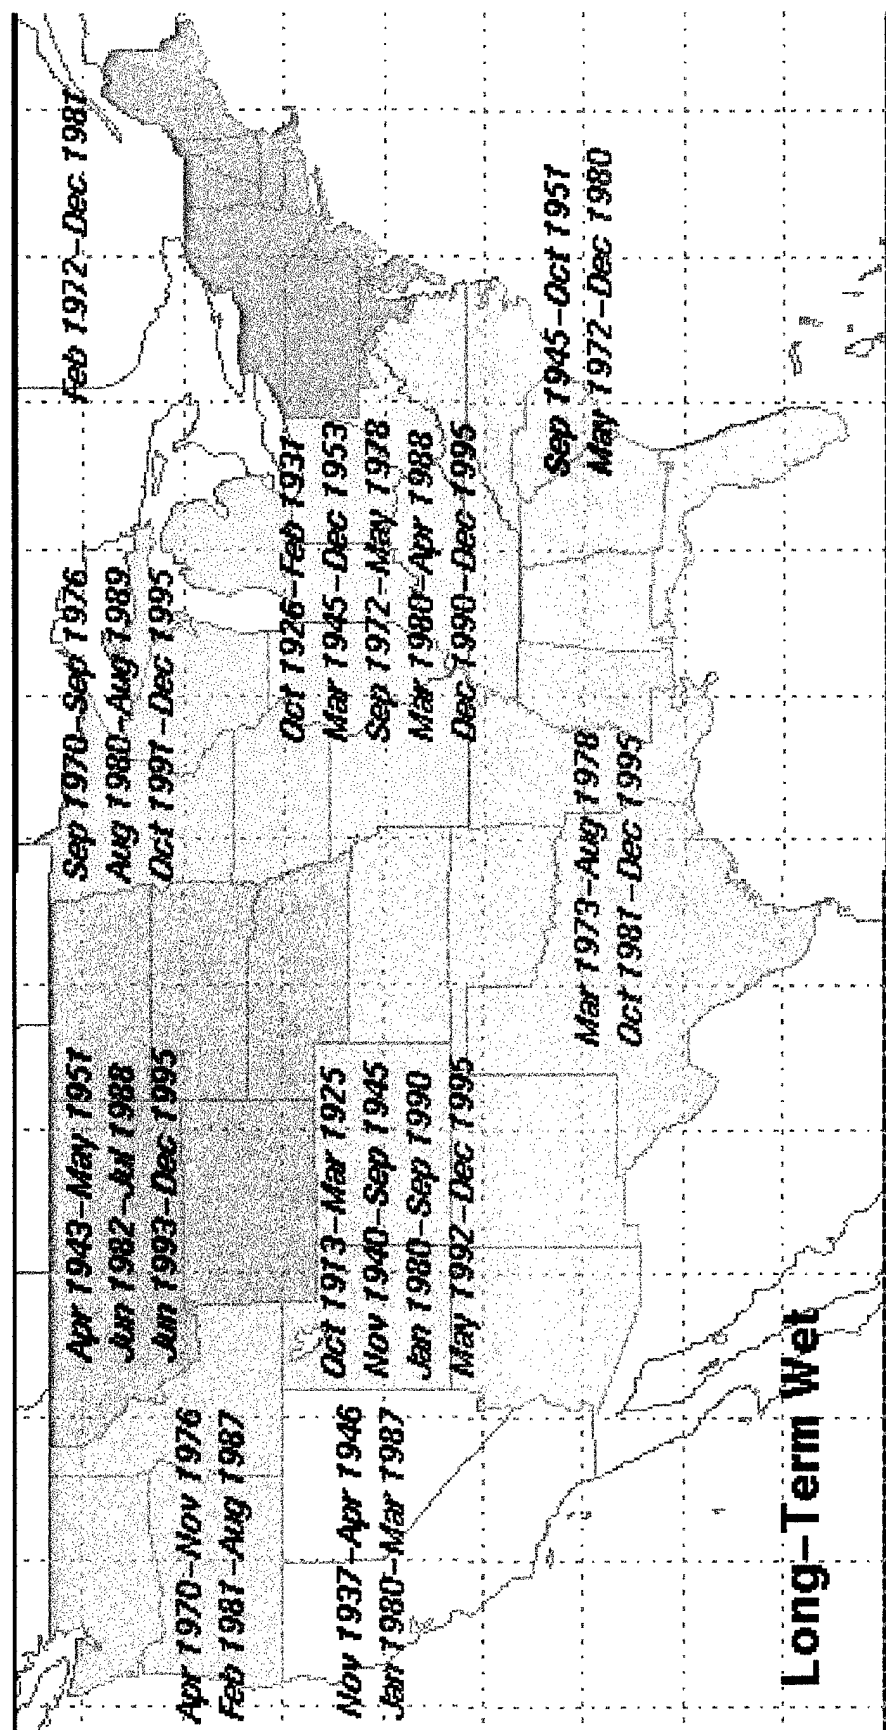 Apr 1943–May 1951
Jun 1982–Jul 1988
Jun 1993–Dec 1995
Sep 1970–Sep 1976
Aug 1980–Aug 1989
Oct 1991–Dec 1995
Feb 1972–Dec 1981
Apr 1970–Nov 1976
Feb 1981–Aug 1987
Oct 1926–Feb 1931
Mar 1945–Dec 1953
Sep 1972–May 1978
Mar 1980–Apr 1988
Dec 1990–Dec 1995
Nov 1937–Apr 1946
Jan 1980–Mar 1987
Oct 1913–Mar 1925
Nov 1940–Sep 1945
Jan 1980–Sep 1990
May 1992–Dec 1995
Sep 1945–Oct 1951
May 1972–Dec 1980
Mar 1973–Aug 1978
Oct 1981–Dec 1995
Long–Term Wet